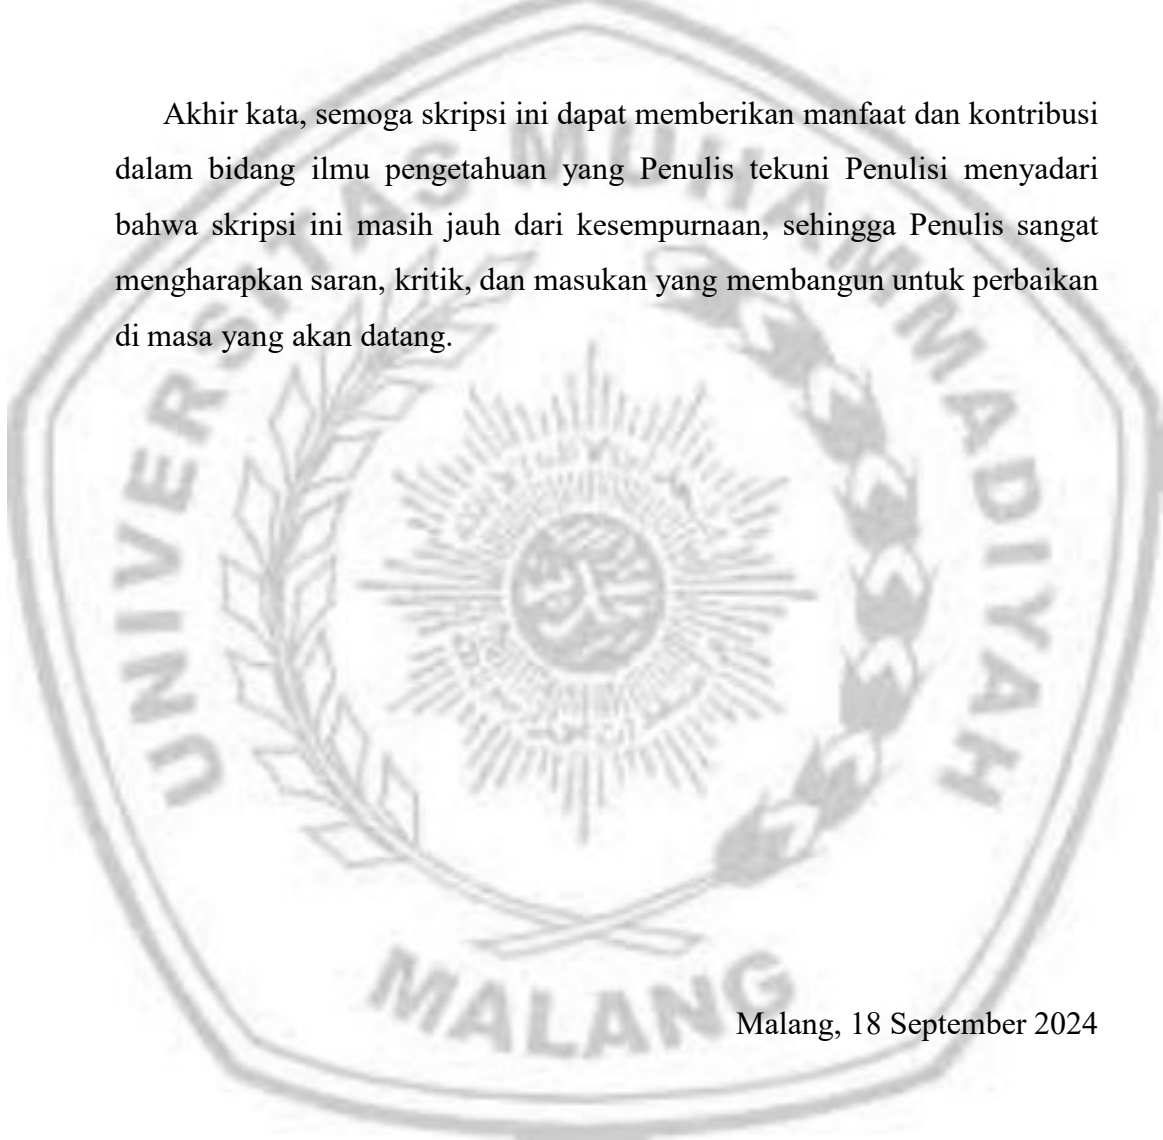 Akhir kata, semoga skripsi ini dapat memberikan manfaat dan kontribusi
dalam bidang ilmu pengetahuan yang Penulis tekuni Penulisi menyadari
bahwa skripsi ini masih jauh dari kesempurnaan, sehingga Penulis sangat
mengharapkan saran, kritik, dan masukan yang membangun untuk perbaikan
di masa yang akan datang.
UNIVERSITAS MUHAMMADIYAH
MALANG
Malang, 18 September 2024